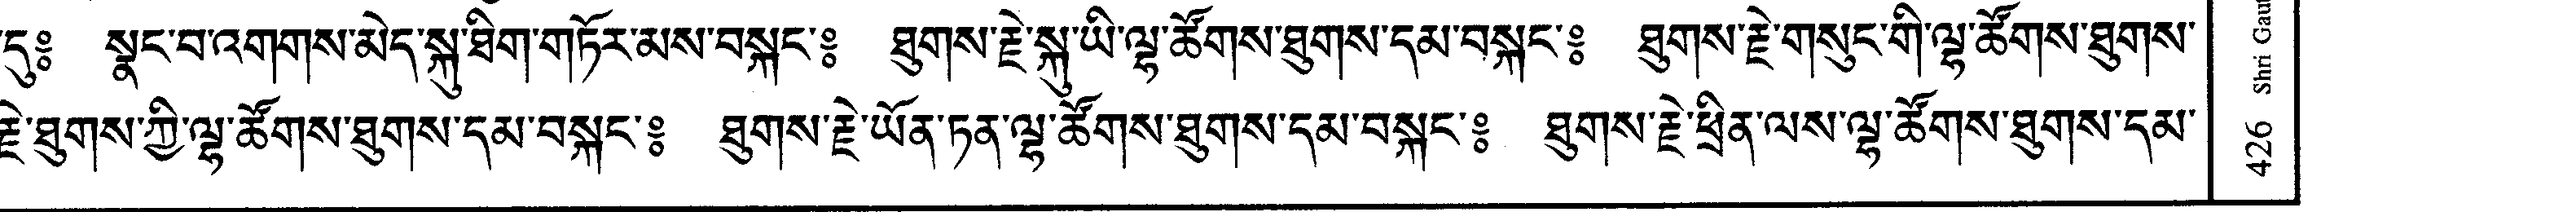 དུ༔ སྣང་བ་འགགས་མེད་སྐུ་ཐིག་གཏོར་མས་བསྐང་༔ ཐུགས་རྗེ་སྐུ་ཡི་ལྷ་ཚོགས་ཐུགས་དམ་བསྐང་༔ ཐུགས་རྗེ་གསུང་གི་ལྷ་ཚོགས་ཐུགས་
རྗེ་ཐུགས་ཀྱི་ལྷ་ཚོགས་ཐུགས་དམ་བསྐང་༔ ཐུགས་རྗེ་ཡོན་ཏན་ལྷ་ཚོགས་ཐུགས་དམ་བསྐང་༔ ཐུགས་རྗེ་ཕྲིན་ལས་ལྷ་ཚོགས་ཐུགས་དམ་
426 Shri Gaut